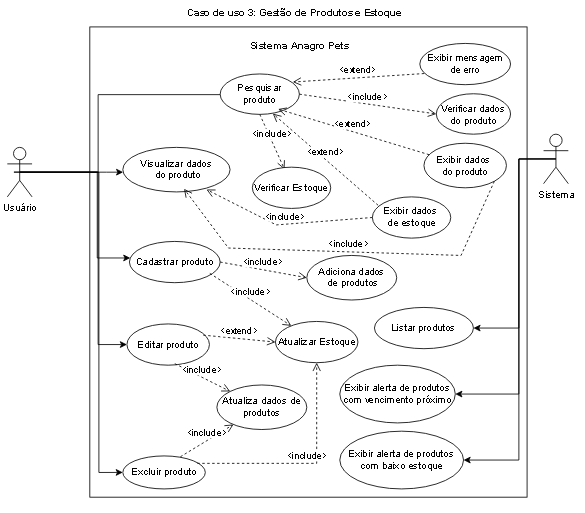 Caso de uso 3: Gestão de Produtos e Estoque
Sistema Anagro Pets
Exibir mensagem
de erro
<extend>
Pesquisar
produto
<include>
Verificar dados
do produto
<extend>
<include>
<extend>
Visualizar dados
do produto
Verificar Estoque
Exibir dados
do produto
Usuário
Sistema
<include>
Exibir dados
de estoque
<include>
Cadastrar produto
<include>
Adiciona dados
de produtos
<include>
Listar produtos
Editar produto
<extend>
Atualizar Estoque
<include>
Atualiza dados de
produtos
Exibir alerta de produtos
com vencimento próximo
<include>
<include>
Excluir produto
Exibir alerta de produtos
com baixo estoque